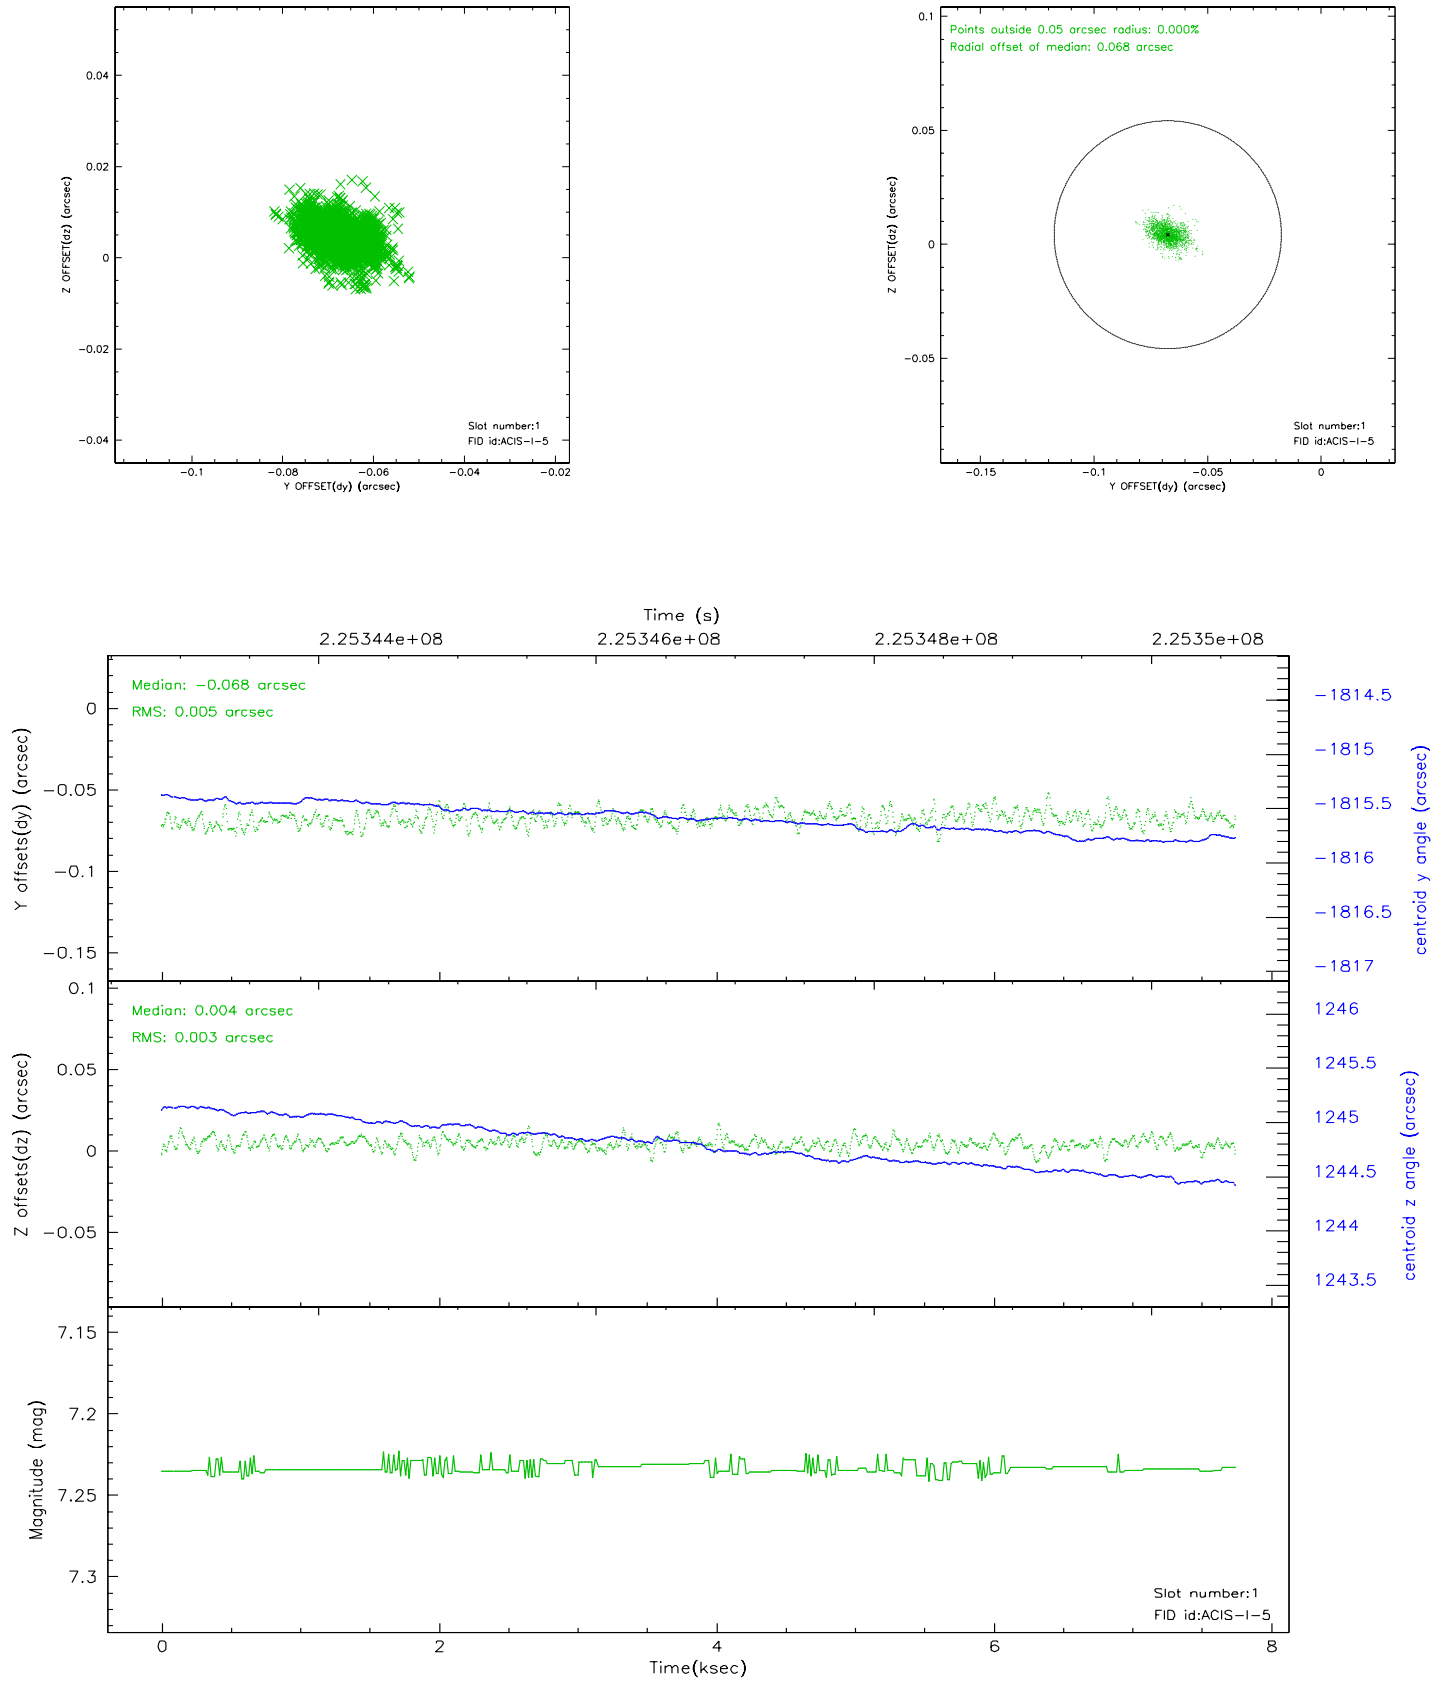 0.04
0.02
0
-0.02
-0.04
Z OFFSET(dz) (arcsec)
Slot number:1
FID id:ACIS-I-5
-0.1 -0.08 -0.06 -0.04 -0.02
Y OFFSET(dy) (arcsec)
Points outside 0.05 arcsec radius: 0.000%
Radial offset of median: 0.068 arcsec
0.1
0.05
0
-0.05
Z OFFSET(dz) (arcsec)
Slot number:1
FID id:ACIS-I-5
-0.15 -0.1 -0.05 0
Y OFFSET(dy) (arcsec)
Time (s)
2.25344e+08 2.25346e+08 2.25348e+08 2.2535e+08
Median: -0.068 arcsec
RMS: 0.005 arcsec
0
-0.05
-0.1
-0.15
Y offsets(dy) (arcsec)
-1814.5
-1815
-1815.5
-1816
-1816.5
-1817
centroid y angle (arcsec)
Median: 0.004 arcsec
RMS: 0.003 arcsec
0.1
0.05
0
-0.05
Z offsets(dz) (arcsec)
1246
1245.5
1245
1244.5
1244
1243.5
centroid z angle (arcsec)
7.15
7.2
7.25
7.3
Magnitude (mag)
Slot number:1
FID id:ACIS-I-5
0 2 4 6 8
Time(ksec)